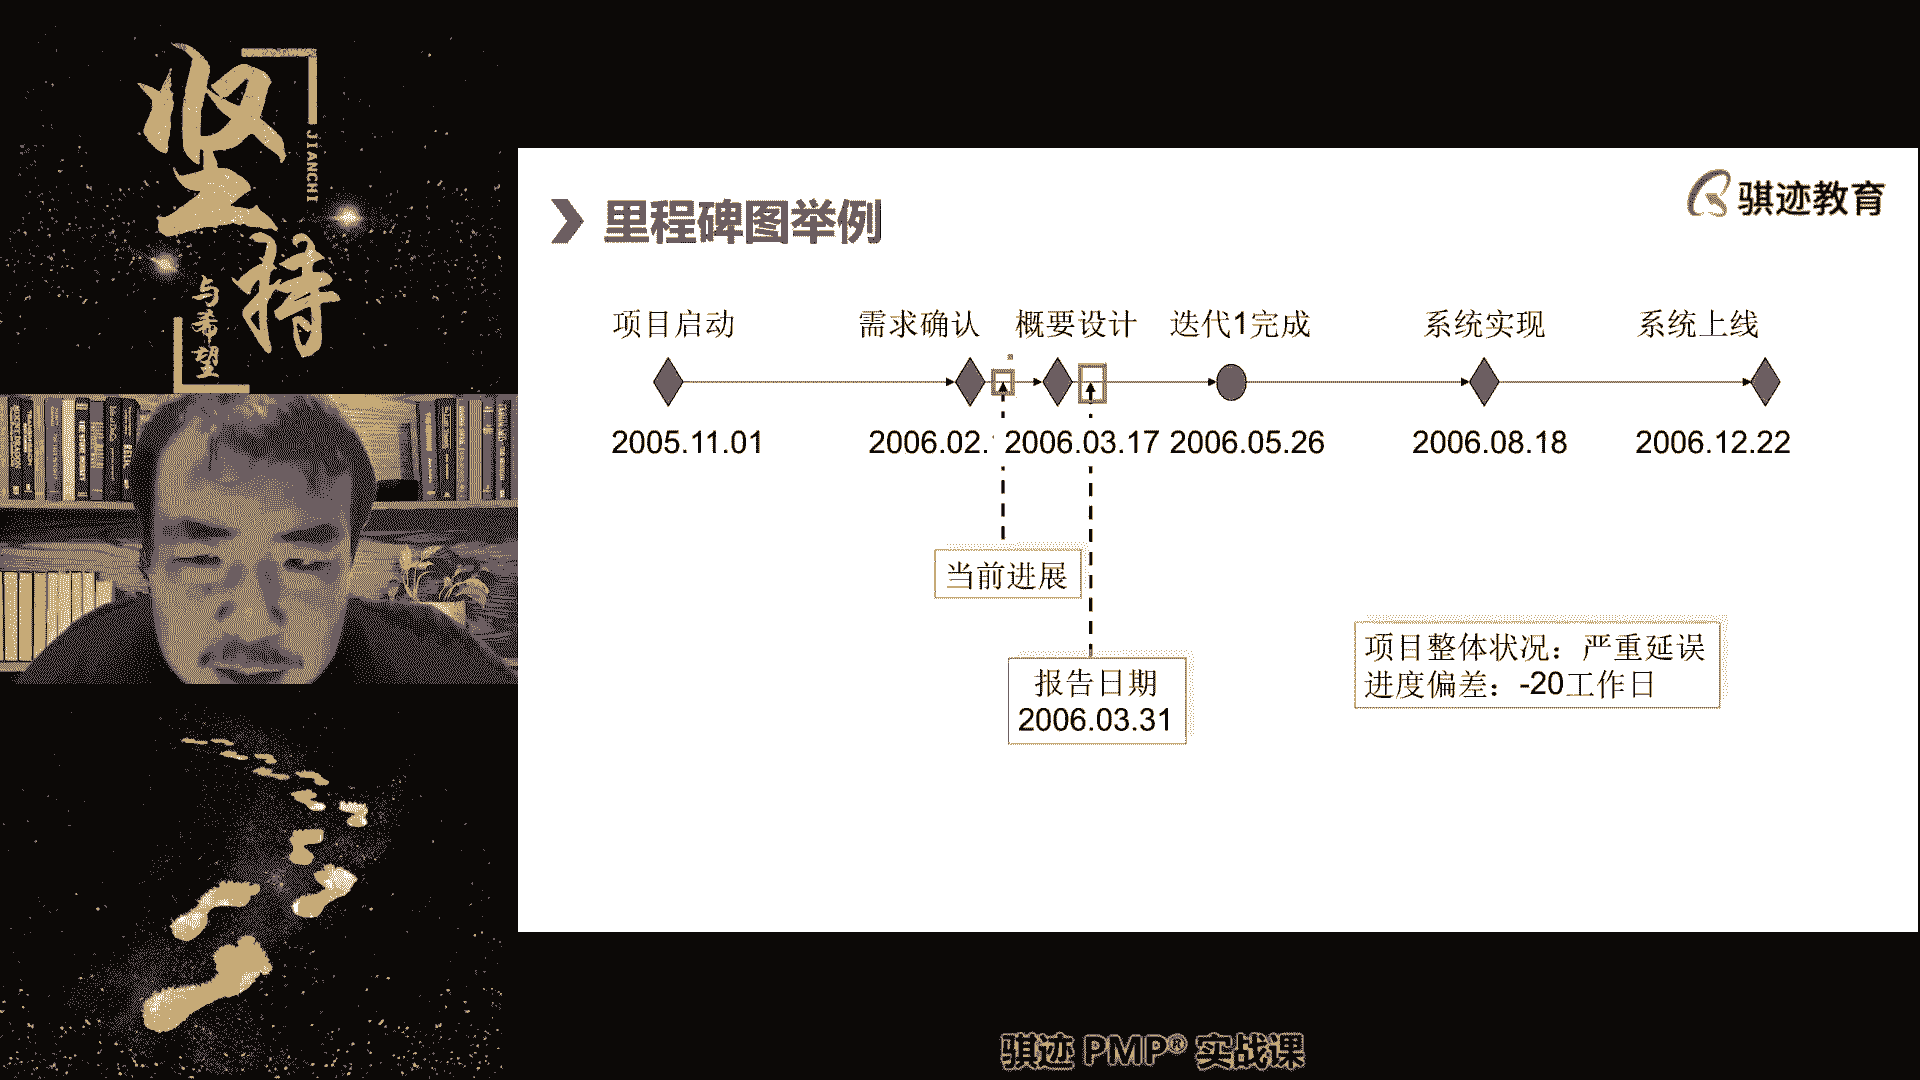 坚持
JIANCHI
与希望
骐迹教育
里程碑图举例
项目启动 需求确认 概要设计 迭代1完成 系统实现 系统上线
2005.11.01 2006.02. 2006.03.17 2006.05.26 2006.08.18 2006.12.22
当前进展
报告日期
2006.03.31
项目整体状况：严重延误
进度偏差：-20工作日
骐迹 PMP® 实战课